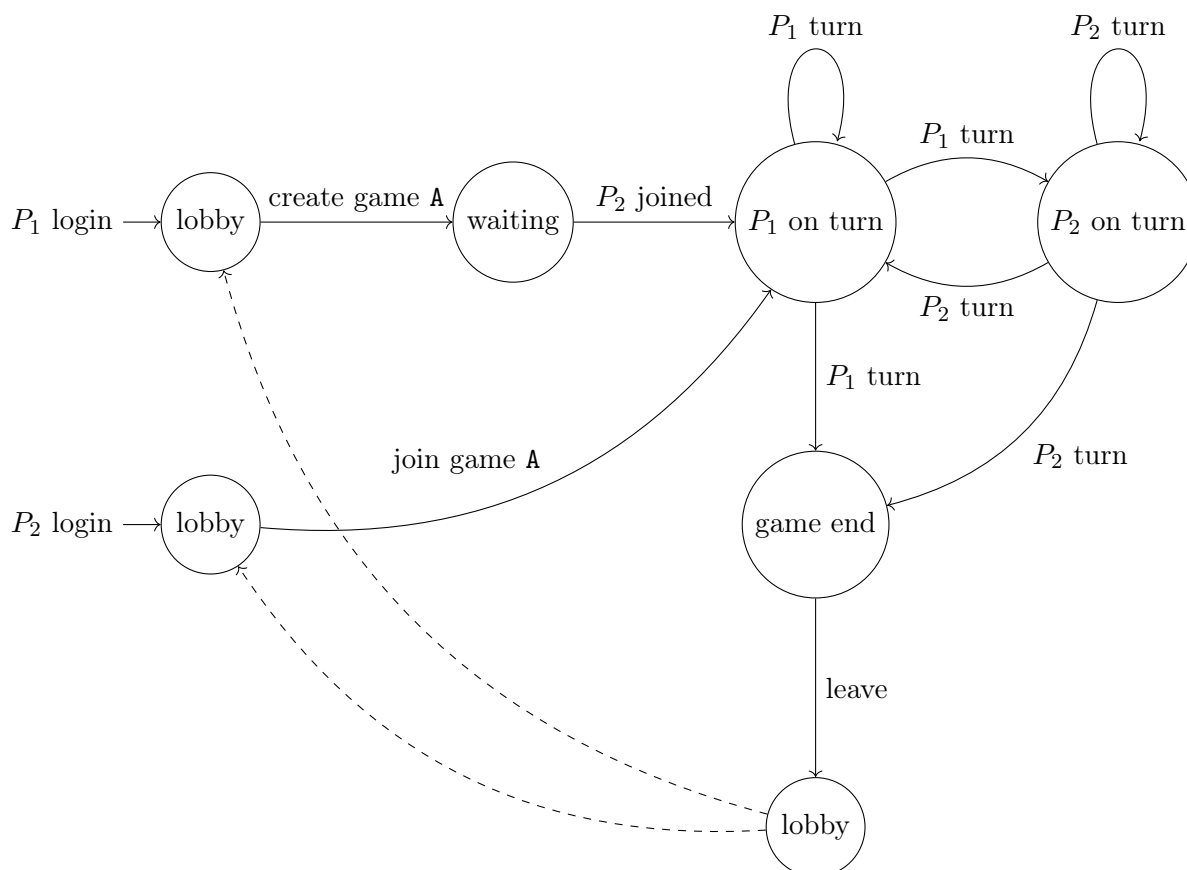 P₁ turn
P₂ turn
P₁ turn
create game A
P₂ joined
P₁ login
lobby
waiting
P₁ on turn
P₂ on turn
P₂ turn
P₁ turn
join game A
P₂ turn
P₂ login
lobby
game end
leave
lobby